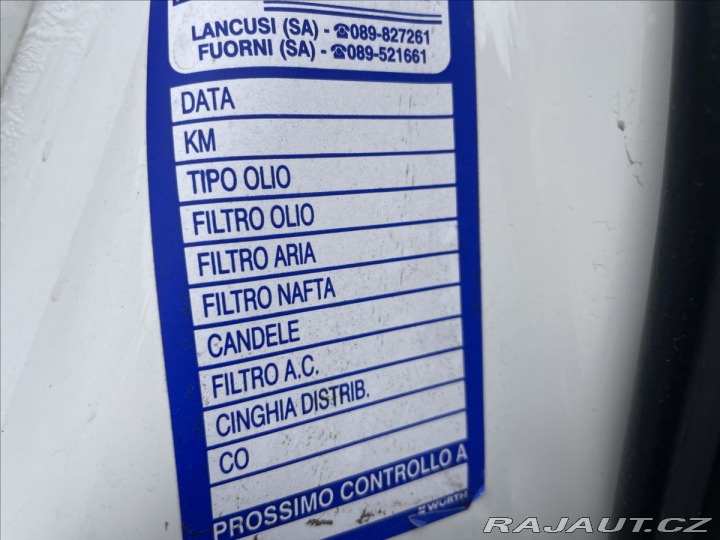 LANCUSI (SA) - ☎089-827261
FUORNI (SA) - ☎089-521661
DATA
KM
TIPO OLIO
FILTRO OLIO
FILTRO ARIA
FILTRO NAFTA
CANDELE
FILTRO A.C.
CINGHIA DISTRIB.
CO
PROSSIMO CONTROLLO A
WÜRTH
RAJAUT.CZ